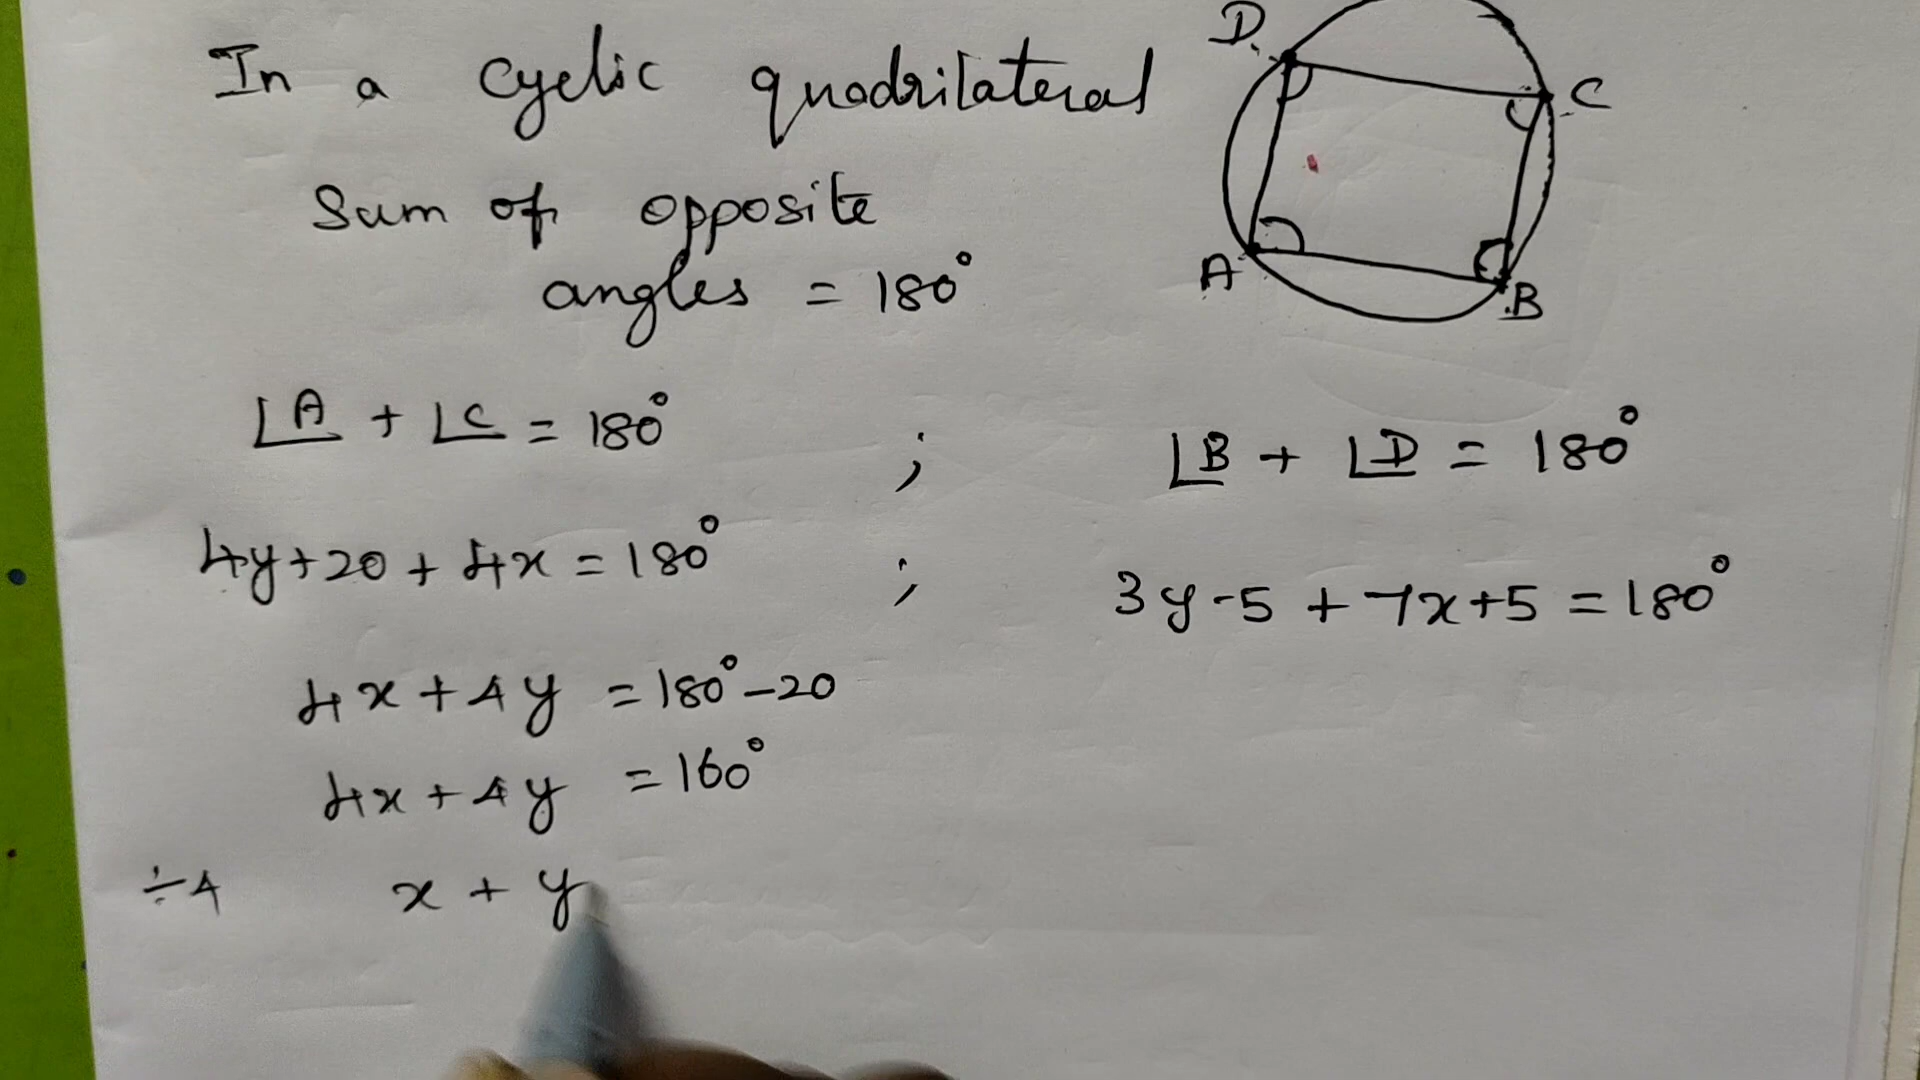 In a cyclic quadrilateral
Sum of opposite
angles = 180°
D
C
A
B
∠A + ∠C = 180° ; ∠B + ∠D = 180°
4y+20 + 4x = 180° ; 3y-5 + 7x+5 = 180°
4x + 4y = 180°-20
4x + 4y = 160°
÷4 x + y